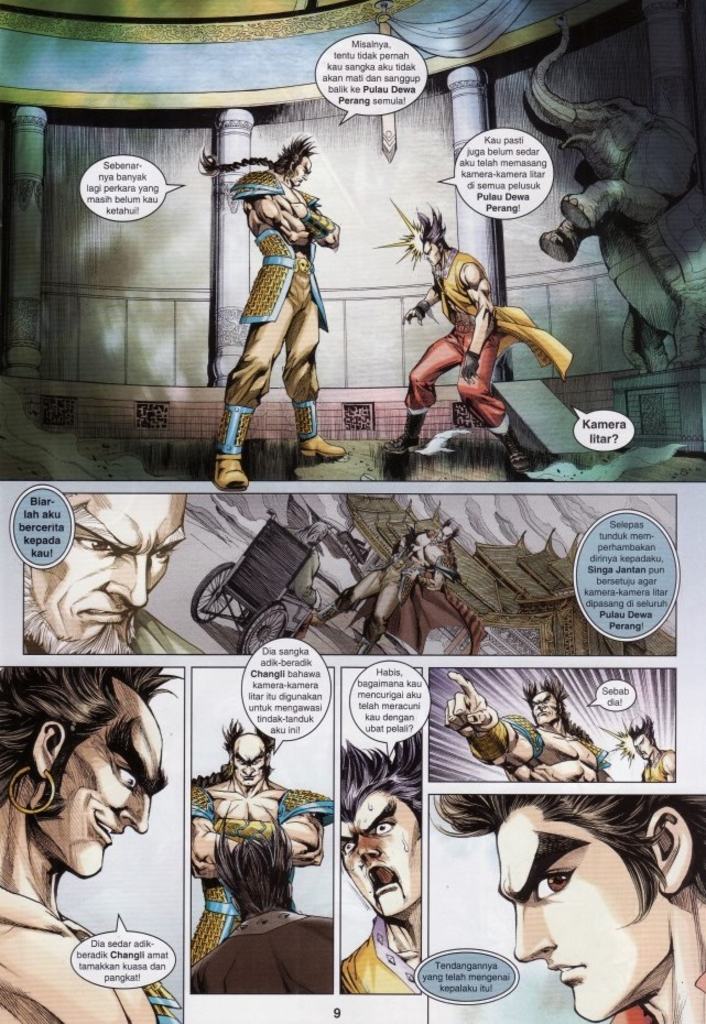 Misalnya,
tentu tidak pernah
kau sangka aku tidak
akan mati dan sanggup
balik ke Pulau Dewa
Perang semula!
Sebenar-
nya banyak
lagi perkara yang
masih belum kau
ketahui!
Kau pasti
juga belum sedar
aku telah memasang
kamera-kamera litar
di semua pelusuk
Pulau Dewa
Perang!
Kamera
litar?
Biar-
lah aku
bercerita
kepada
kau!
Selepas
tuduk mem-
perhambakan
dirinya kepadaku,
Singa Jantan pun
bersetuju agar
kamera-kamera litar
dipasang di seluruh
Pulau Dewa
Perang!
Dia sedar adik-
beradik Changli amat
tamakkan kuasa dan
pangkat!
Dia sangka
adik-beradik
Changli bahawa
kamera-kamera
litar itu digunakan
untuk mengawasi
tindak-tanduk
aku ini!
Habis,
bagaimana kau
mencurigai aku
telah meracuni
kau dengan
ubat pelali?
Sebab
dia!
Tendangannya
yang telah mengenai
kepalaku itu!
9